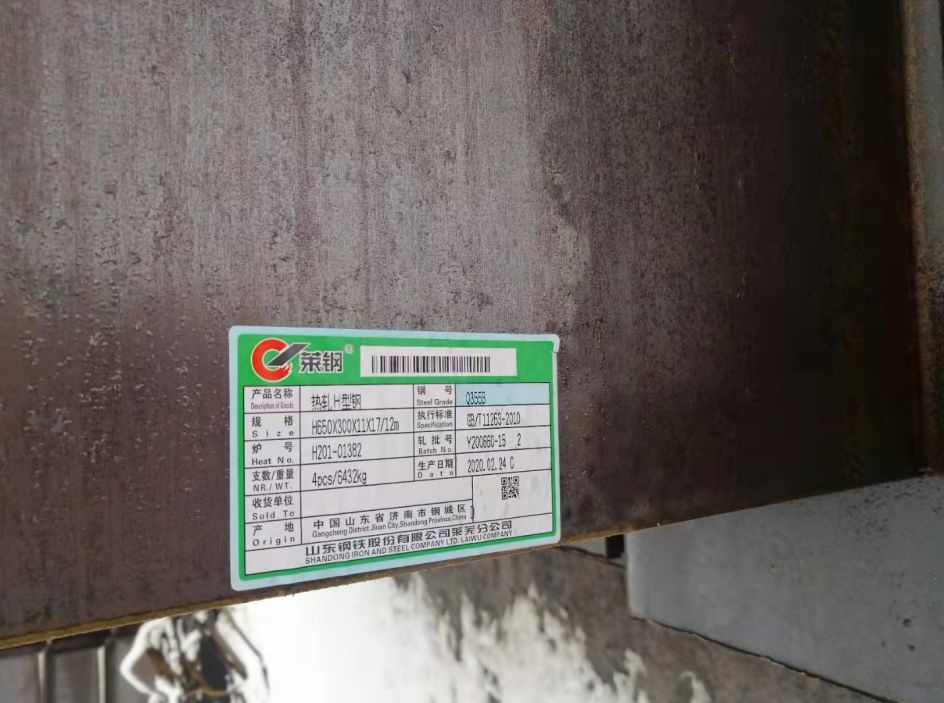 莱钢®
产品名称 热轧H型钢 钢号 Q355B
Description of Goods Steel Grade
规格 H650X300X11X17/12m 执行标准 GB/T11263-2010
Size Specification
炉号 H201-01382 轧批号 Y200660-15 2
Heat No. Batch No.
支数/重量 4pcs/6432kg 生产日期 2020.02.24 C
NR./WT. Date
收货单位
Sold To
产地 中国山东省济南市钢城区
Origin Gangcheng District Jinan City,Shandong Province,China
山东钢铁股份有限公司莱芜分公司
SHANDONG IRON AND STEEL COMPANY LTD. LAIWU COMPANY